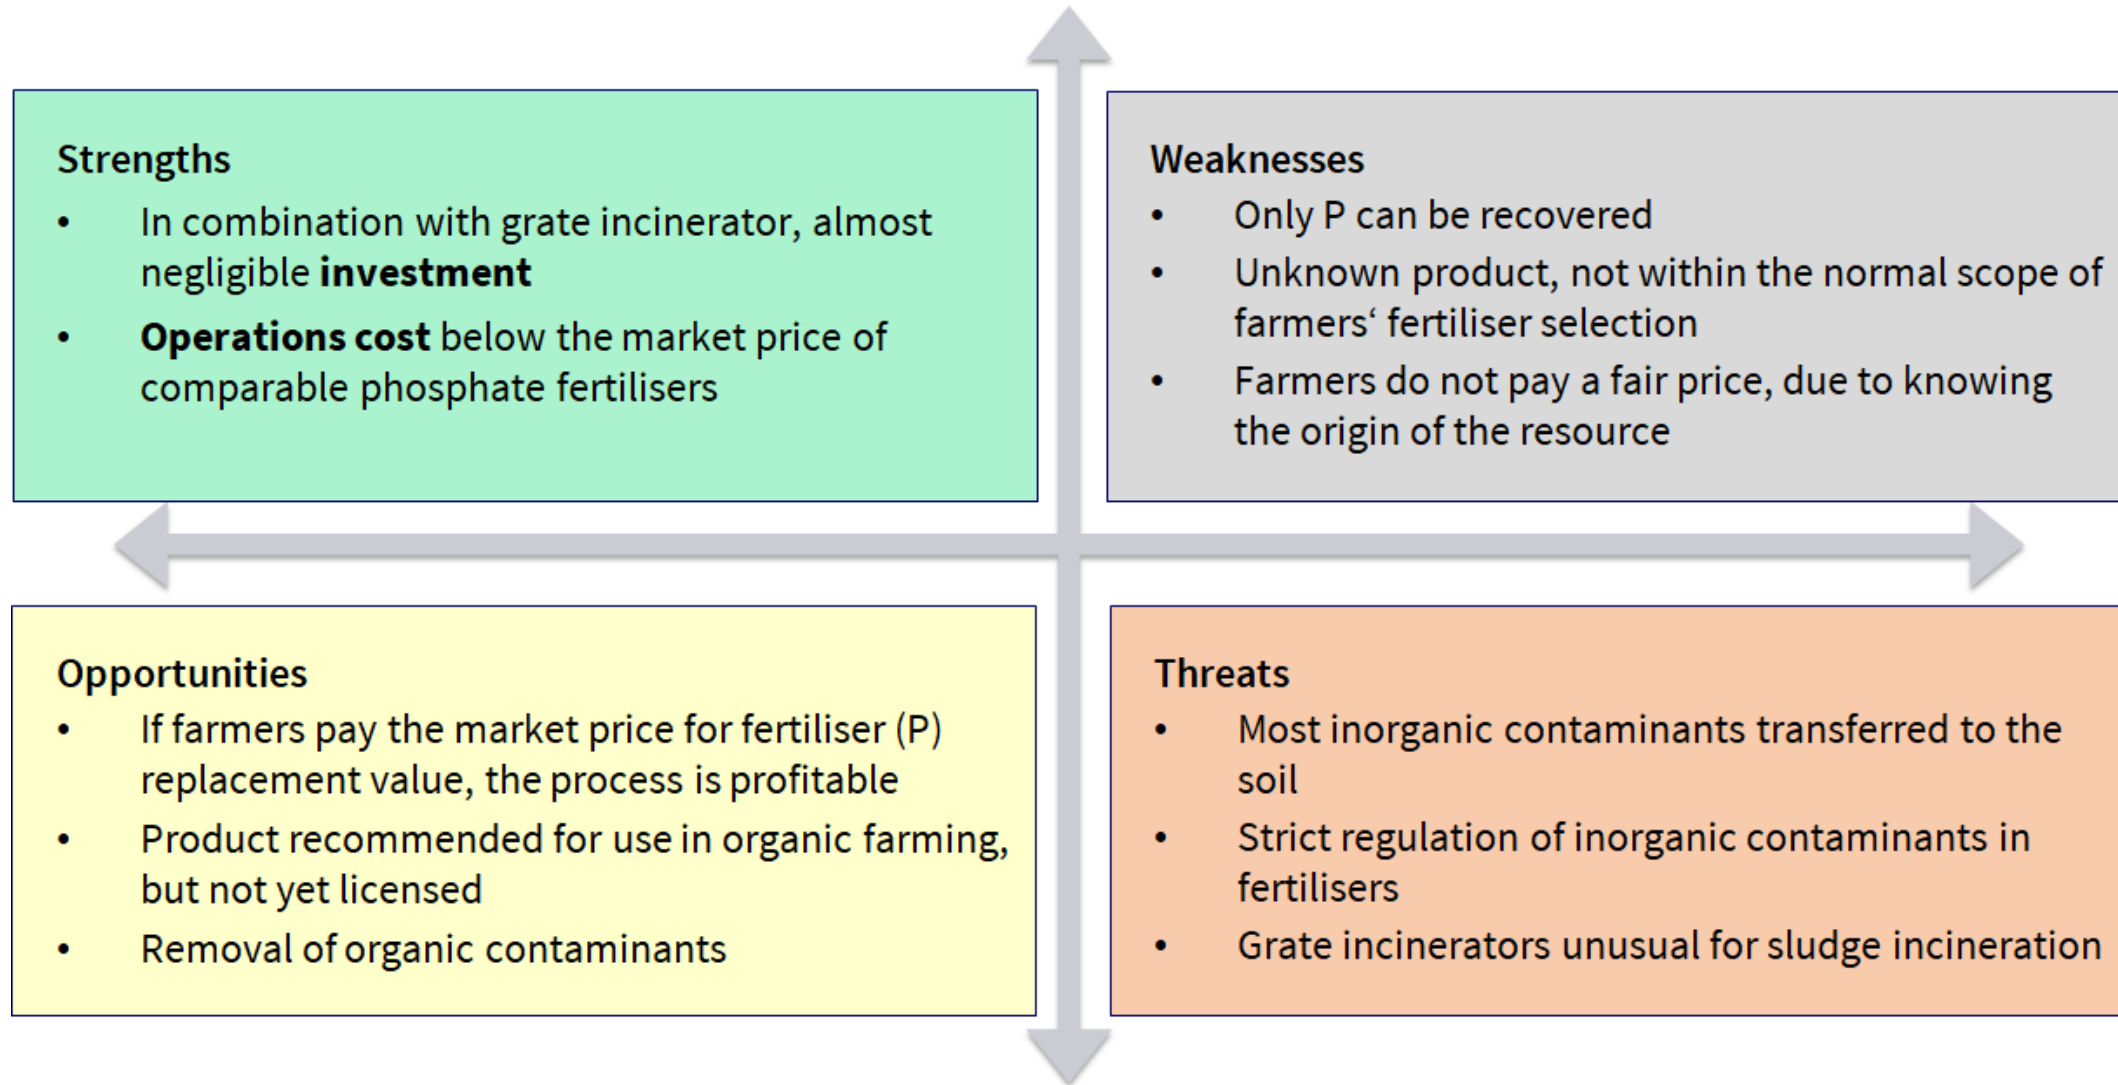 Strengths
• In combination with grate incinerator, almost
negligible investment
• Operations cost below the market price of
comparable phosphate fertilisers
Weaknesses
• Only P can be recovered
• Unknown product, not within the normal scope of
farmers‘ fertiliser selection
• Farmers do not pay a fair price, due to knowing
the origin of the resource
Opportunities
• If farmers pay the market price for fertiliser (P)
replacement value, the process is profitable
• Product recommended for use in organic farming,
but not yet licensed
• Removal of organic contaminants
Threats
• Most inorganic contaminants transferred to the
soil
• Strict regulation of inorganic contaminants in
fertilisers
• Grate incinerators unusual for sludge incineration